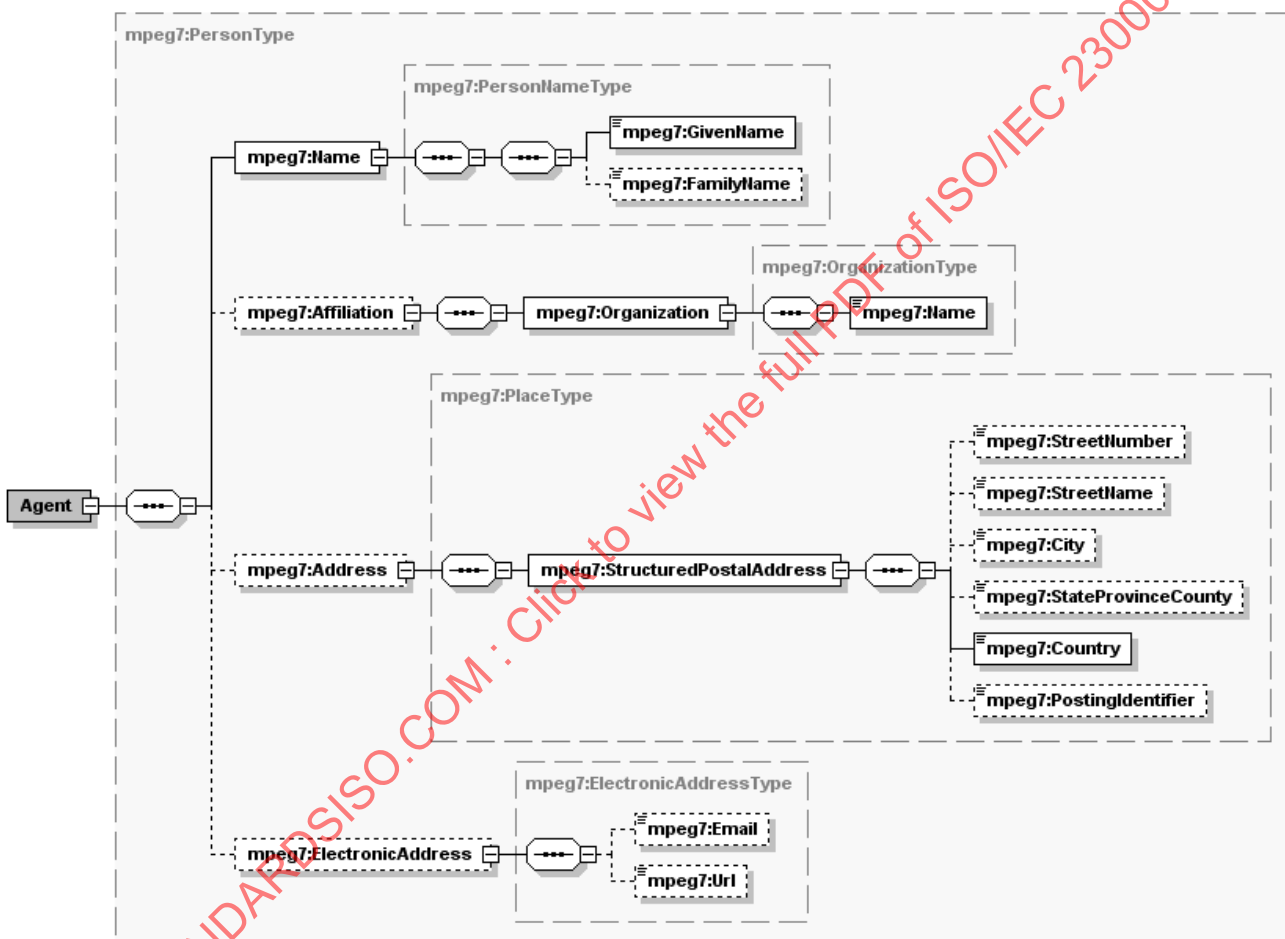 mpeg7:PersonType
mpeg7:PersonNameType
mpeg7:Name
mpeg7:GivenName
mpeg7:FamilyName
mpeg7:OrganizationType
mpeg7:Affiliation
mpeg7:Organization
mpeg7:Name
mpeg7:PlaceType
mpeg7:StreetNumber
mpeg7:StreetName
mpeg7:City
mpeg7:StateProvinceCounty
mpeg7:Country
mpeg7:PostingIdentifier
Agent
mpeg7:Address
mpeg7:StructuredPostalAddress
mpeg7:ElectronicAddressType
mpeg7:ElectronicAddress
mpeg7:Email
mpeg7:Url
NDARDSISO.COM : Click to view the full PDF of ISO/IEC 23000